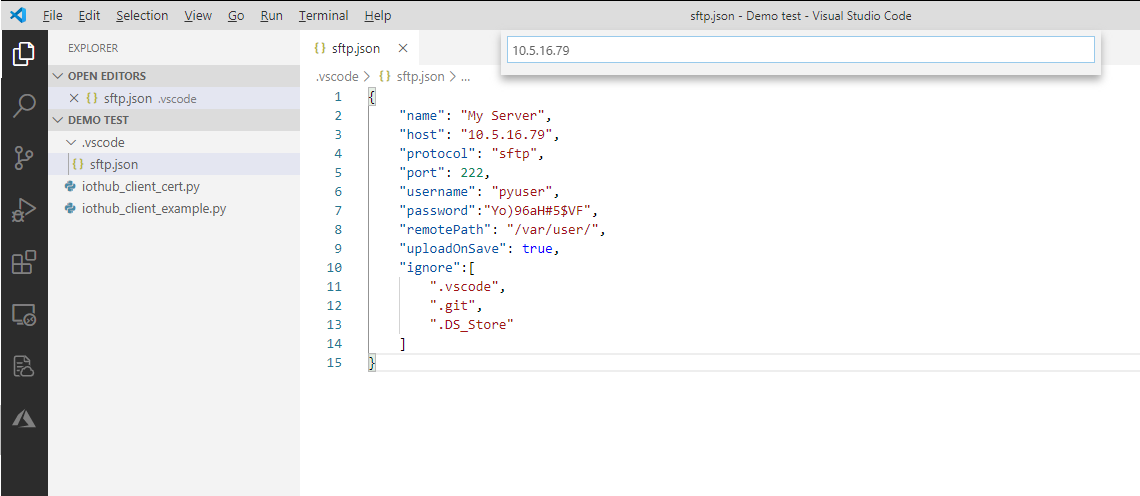 File Edit Selection View Go Run Terminal Help sftp.json - Demo test - Visual Studio Code
EXPLORER
OPEN EDITORS
sftp.json .vscode
DEMO TEST
.vscode
{} sftp.json
iothub_client_cert.py
iothub_client_example.py
{} sftp.json
10.5.16.79
.vscode > {} sftp.json > ...
1 {
2 "name": "My Server",
3 "host": "10.5.16.79",
4 "protocol": "sftp",
5 "port": 222,
6 "username": "pyuser",
7 "password":"Yo)96aH#5$VF",
8 "remotePath": "/var/user/",
9 "uploadOnSave": true,
10 "ignore":[
11 ".vscode",
12 ".git",
13 ".DS_Store"
14 ]
15 }